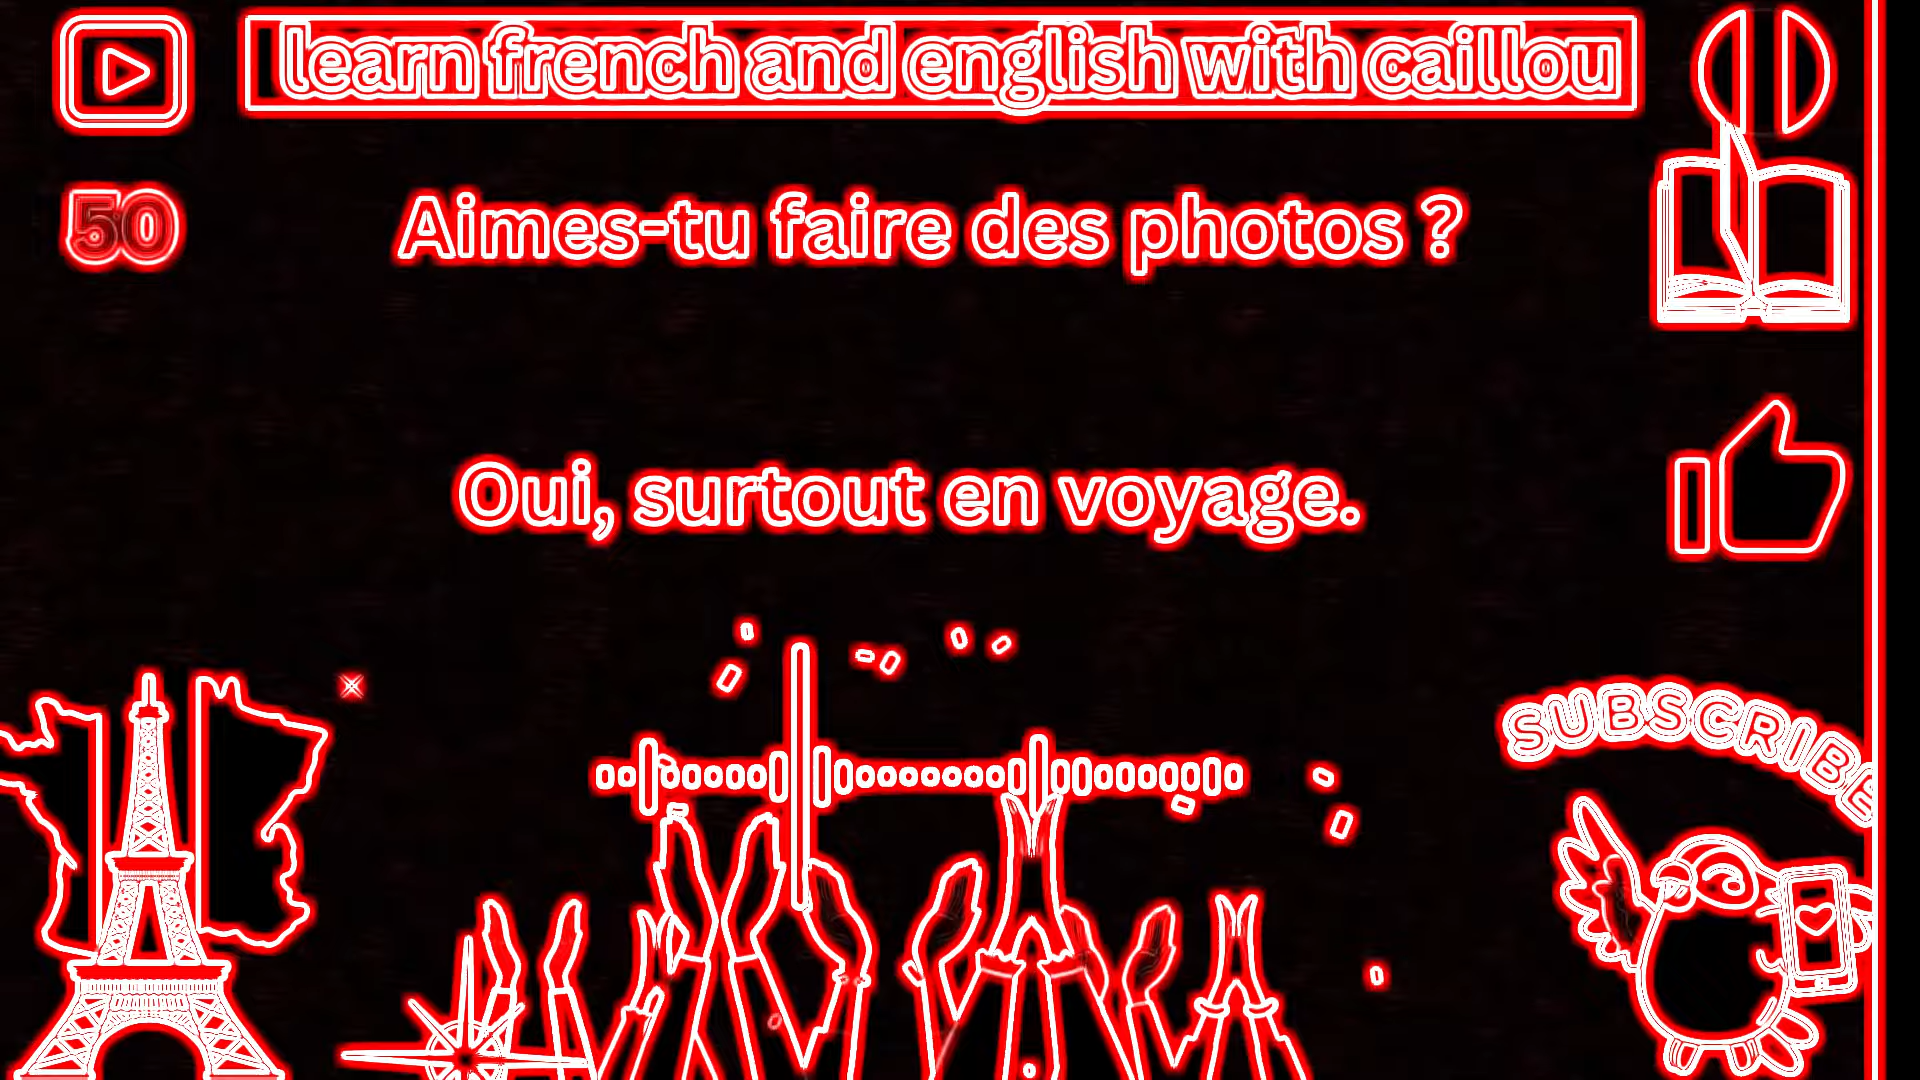 learn french and english with caillou
50
Aimes-tu faire des photos ?
Oui, surtout en voyage.
SUBSCRIBE